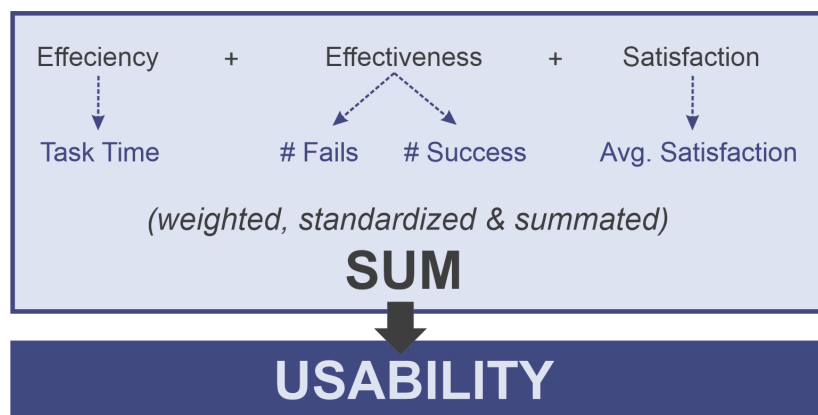 Effeciency + Effectiveness + Satisfaction
Task Time # Fails # Success Avg. Satisfaction
(weighted, standardized & summated)
SUM
USABILITY